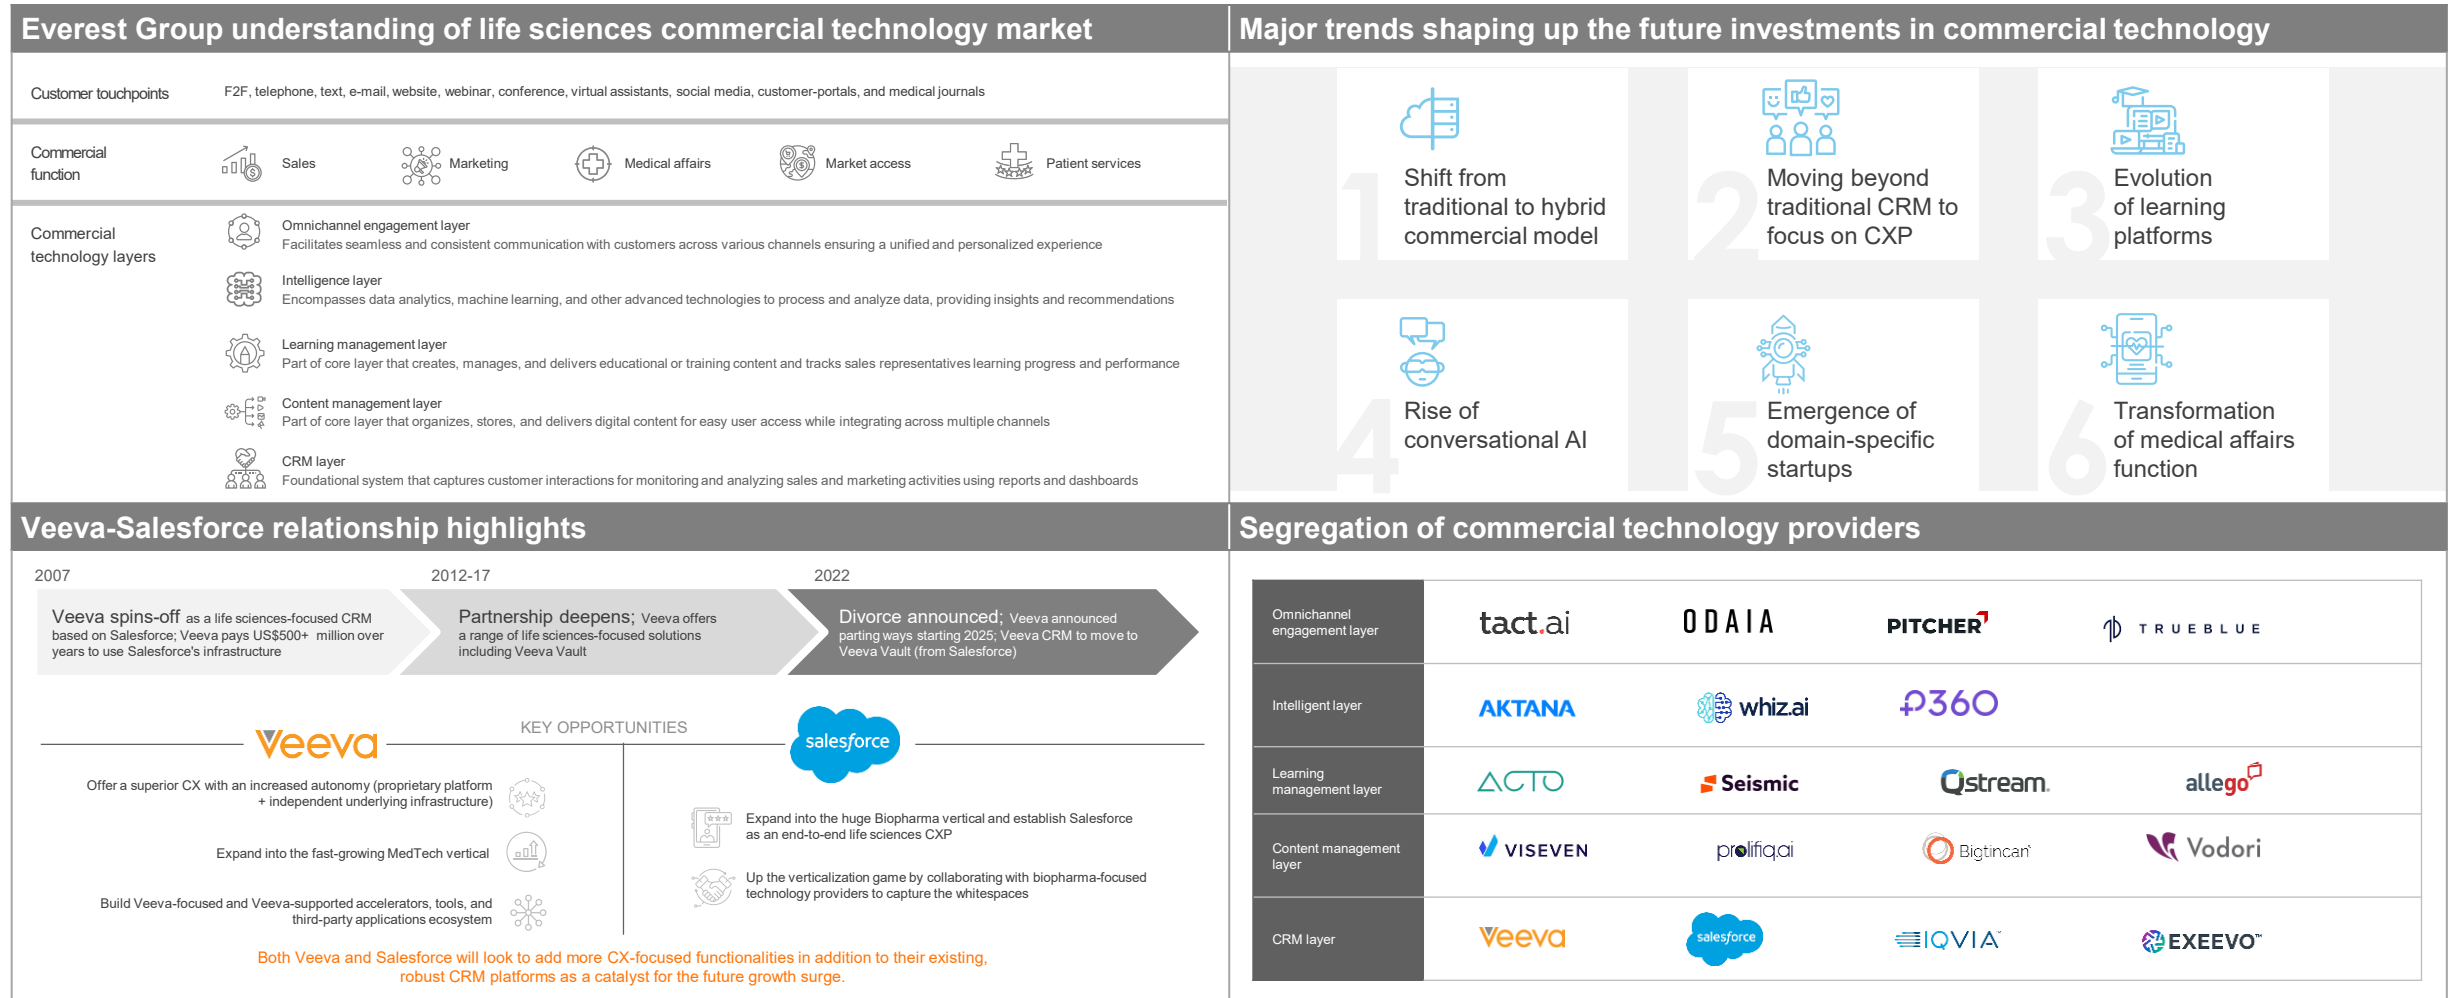 Everest Group understanding of life sciences commercial technology market
Customer touchpoints
F2F, telephone, text, e-mail, website, webinar, conference, virtual assistants, social media, customer-portals, and medical journals
Commercial
function
Sales
Marketing
Medical affairs
Market access
Patient services
Commercial
technology layers
Omnichannel engagement layer
Facilitates seamless and consistent communication with customers across various channels ensuring a unified and personalized experience
Intelligence layer
Encompasses data analytics, machine learning, and other advanced technologies to process and analyze data, providing insights and recommendations
Learning management layer
Part of core layer that creates, manages, and delivers educational or training content and tracks sales representatives learning progress and performance
Content management layer
Part of core layer that organizes, stores, and delivers digital content for easy user access while integrating across multiple channels
CRM layer
Foundational system that captures customer interactions for monitoring and analyzing sales and marketing activities using reports and dashboards
Major trends shaping up the future investments in commercial technology
1
Shift from
traditional to hybrid
commercial model
2
Moving beyond
traditional CRM to
focus on CXP
3
Evolution
of learning
platforms
4
Rise of
conversational AI
5
Emergence of
domain-specific
startups
6
Transformation
of medical affairs
function
Veeva-Salesforce relationship highlights
2007
Veeva spins-off as a life sciences-focused CRM
based on Salesforce; Veeva pays US$500+ million over
years to use Salesforce's infrastructure
2012-17
Partnership deepens; Veeva offers
a range of life sciences-focused solutions
including Veeva Vault
2022
Divorce announced; Veeva announced
parting ways starting 2025; Veeva CRM to move to
Veeva Vault (from Salesforce)
Veeva
KEY OPPORTUNITIES
salesforce
Offer a superior CX with an increased autonomy (proprietary platform
+ independent underlying infrastructure)
Expand into the fast-growing MedTech vertical
Build Veeva-focused and Veeva-supported accelerators, tools, and
third-party applications ecosystem
Expand into the huge Biopharma vertical and establish Salesforce
as an end-to-end life sciences CXP
Up the verticalization game by collaborating with biopharma-focused
technology providers to capture the whitespaces
Both Veeva and Salesforce will look to add more CX-focused functionalities in addition to their existing,
robust CRM platforms as a catalyst for the future growth surge.
Segregation of commercial technology providers
Omnichannel
engagement layer
tact.ai
ODAIA
PITCHER
TRUEBLUE
Intelligent layer
AKTANA
whiz.ai
P360
Learning
management layer
ACTO
Seismic
Qstream.
allego
Content management
layer
VISEVEN
prolifiq.ai
Bigtincan
Vodori
CRM layer
Veeva
salesforce
IQVIA™
EXEEVO™